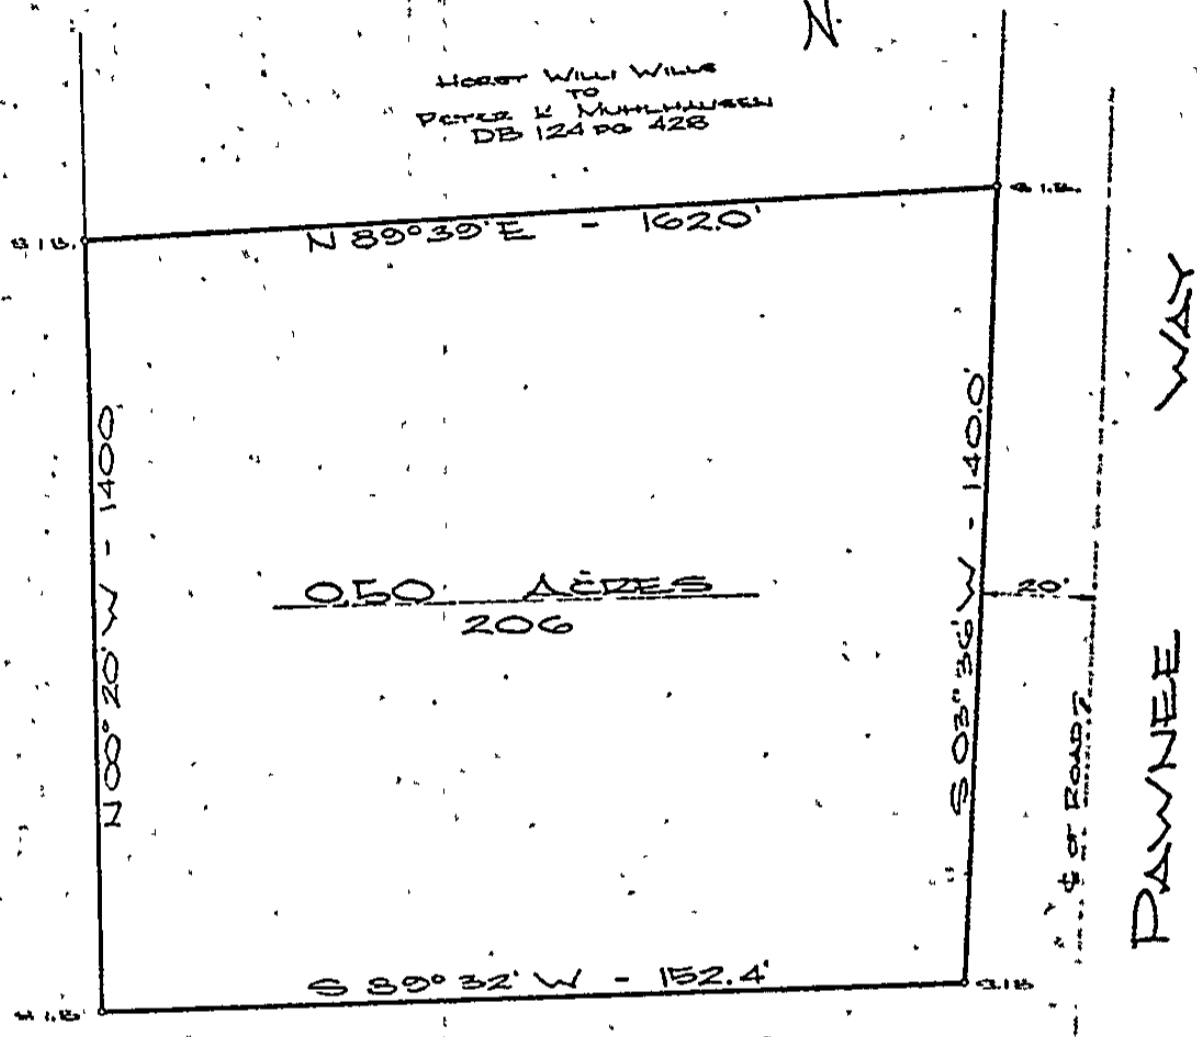 N.
HORST WILLI WILLS
TO
PETER K MUHLHAUSEN
DB 124 PG 428
S.I.B.
N 89° 39' E - 162.0'
S I B.
WAY
N 00° 20' W - 140.0'
S 03° 36' W - 140.0'
0.50 ACRES
206
20'
℄ OF ROAD
PAWNEE
S 89° 32' W - 152.4'
S.I.B.
S.I.B